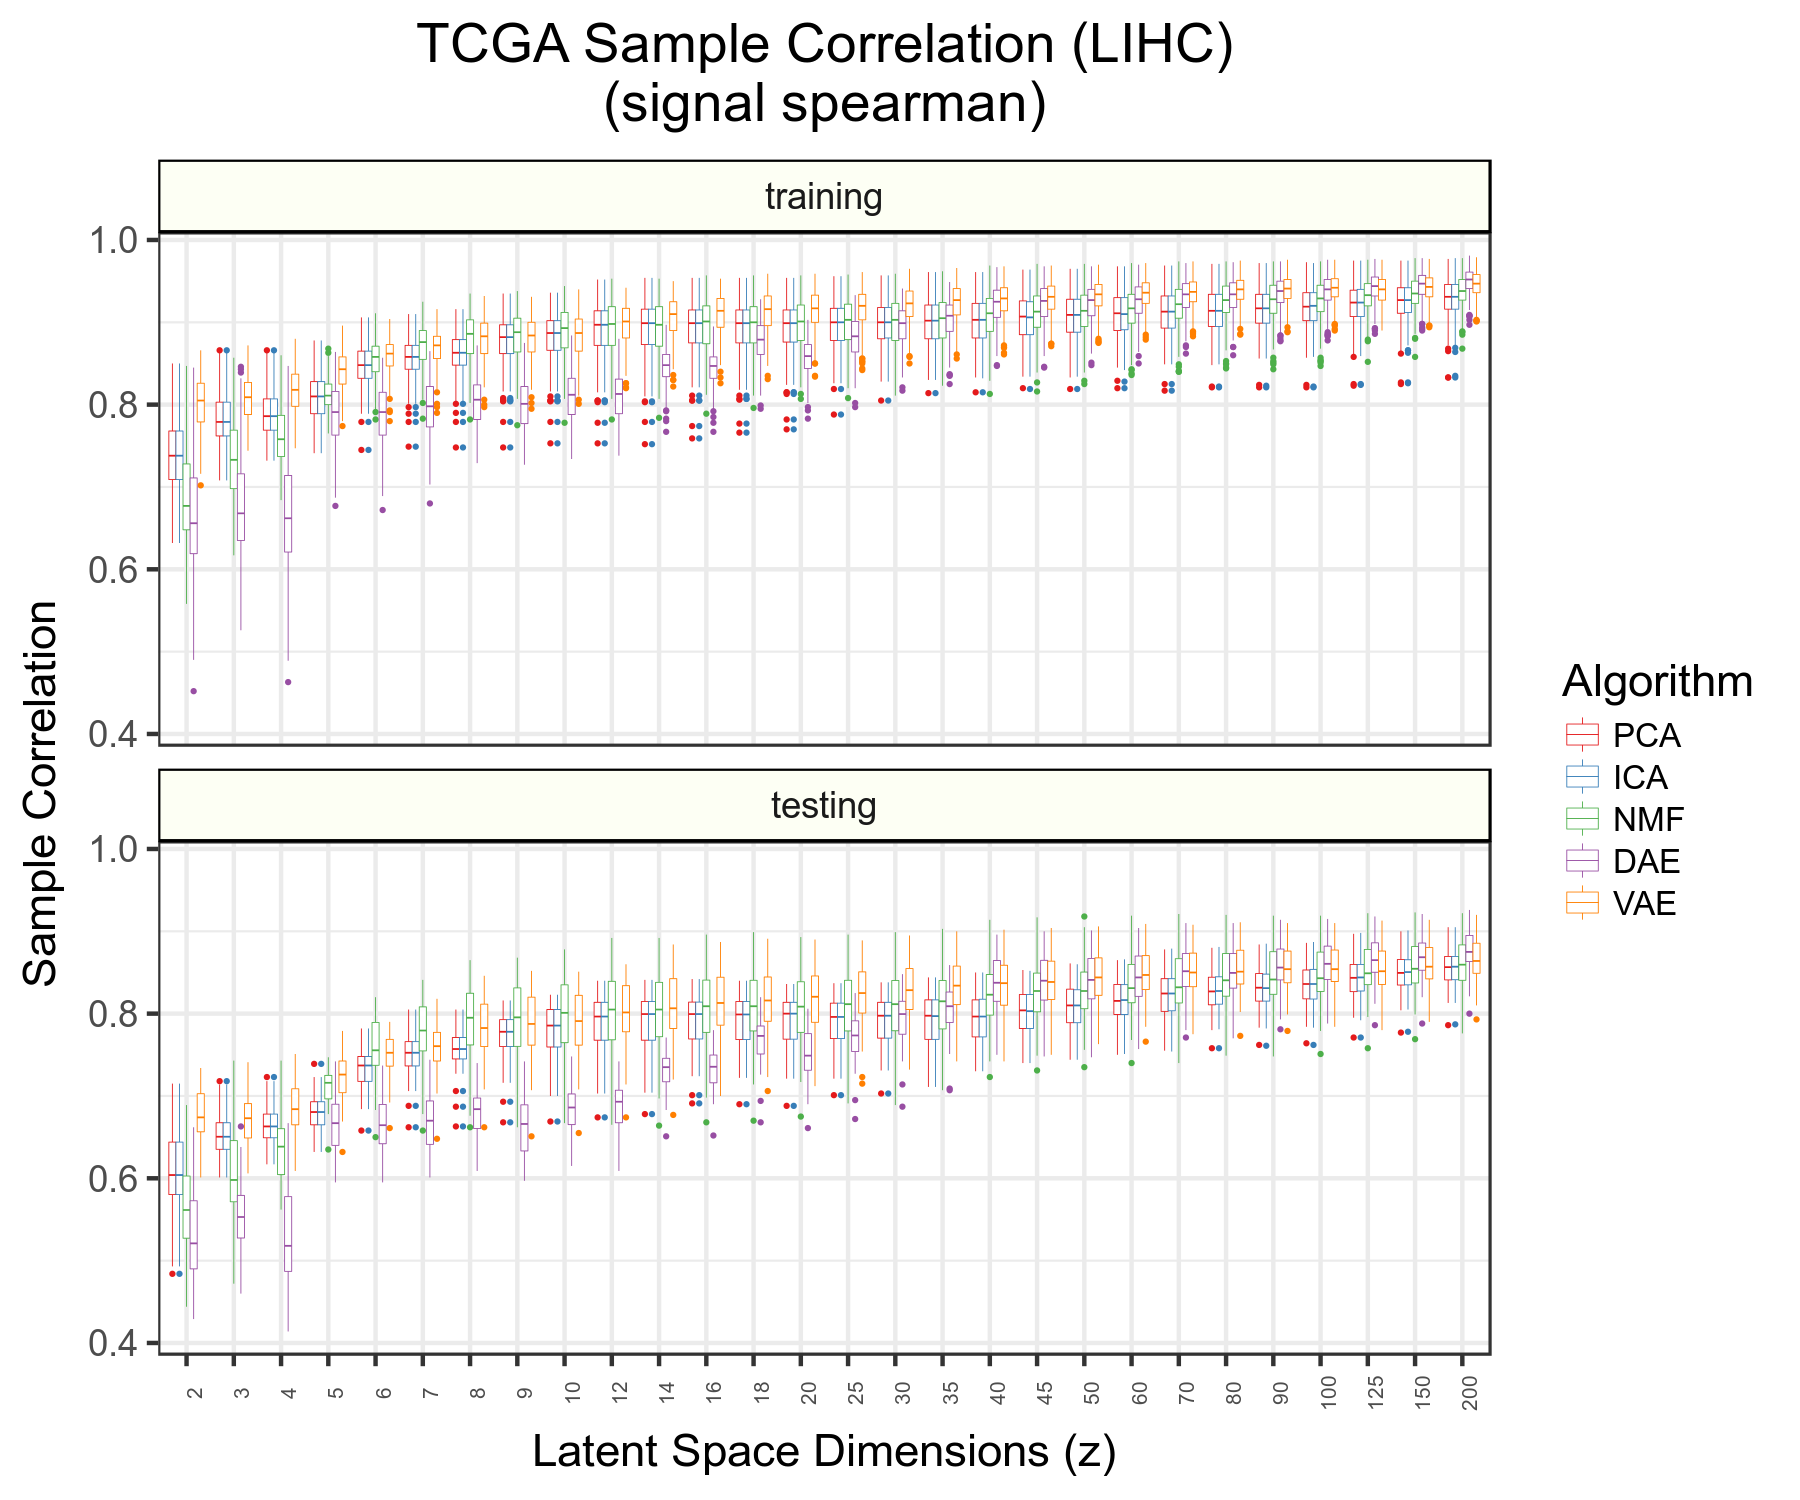 TCGA Sample Correlation (LIHC)
(signal spearman)
training
1.0
0.8
0.6
0.4
testing
1.0
0.8
0.6
0.4
Sample Correlation
2 3 4 5 6 7 8 9 10 12 14 16 18 20 25 30 35 40 45 50 60 70 80 90 100 125 150 200
Latent Space Dimensions (z)
Algorithm
PCA
ICA
NMF
DAE
VAE